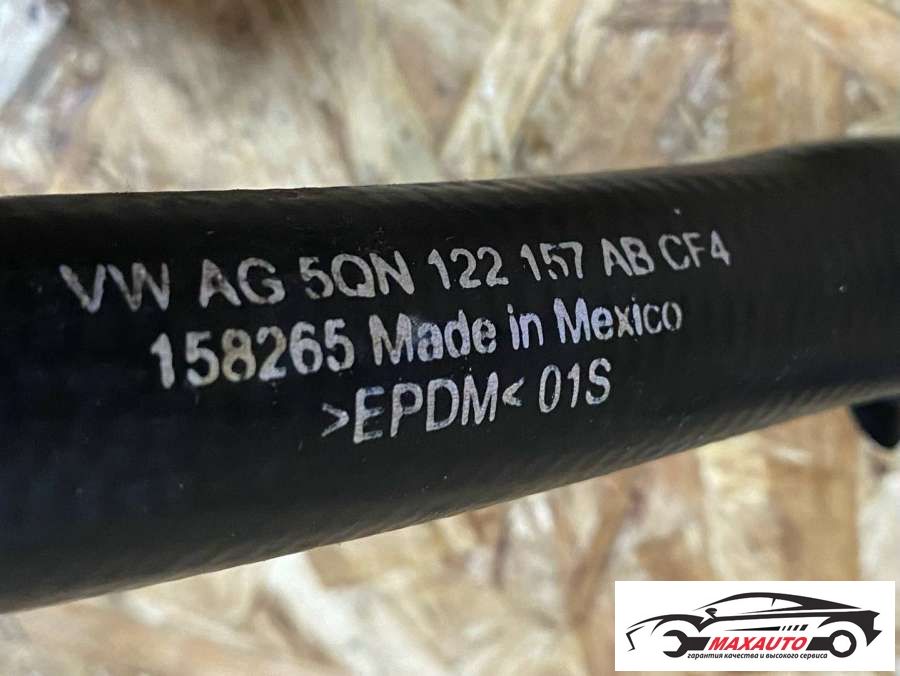 VW AG 5QN 122 157 AB CF4
158265 Made in Mexico
>EPDM< 01S
MAXAUTO
гарантия качества и высокого сервиса